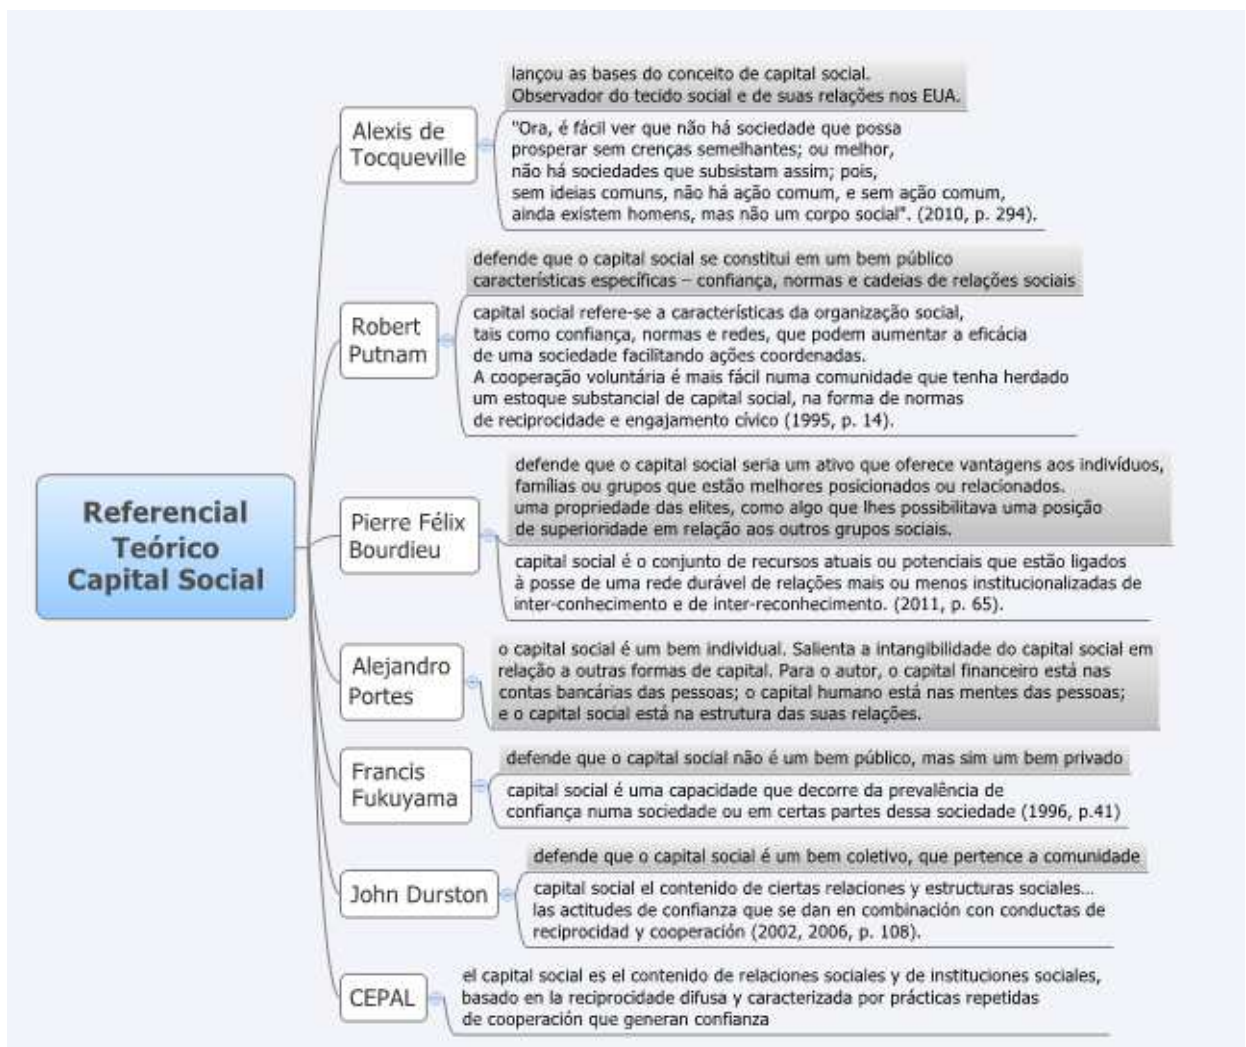 Referencial
Teórico
Capital Social
Alexis de
Tocqueville
lançou as bases do conceito de capital social.
Observador do tecido social e de suas relações nos EUA.
"Ora, é fácil ver que não há sociedade que possa
prosperar sem crenças semelhantes; ou melhor,
não há sociedades que subsistam assim; pois,
sem ideias comuns, não há ação comum, e sem ação comum,
ainda existem homens, mas não um corpo social". (2010, p. 294).
Robert
Putnam
defende que o capital social se constitui em um bem público
características específicas – confiança, normas e cadeias de relações sociais
capital social refere-se a características da organização social,
tais como confiança, normas e redes, que podem aumentar a eficácia
de uma sociedade facilitando ações coordenadas.
A cooperação voluntária é mais fácil numa comunidade que tenha herdado
um estoque substancial de capital social, na forma de normas
de reciprocidade e engajamento cívico (1995, p. 14).
Pierre Félix
Bourdieu
defende que o capital social seria um ativo que oferece vantagens aos indivíduos,
famílias ou grupos que estão melhores posicionados ou relacionados.
uma propriedade das elites, como algo que lhes possibilitava uma posição
de superioridade em relação aos outros grupos sociais.
capital social é o conjunto de recursos atuais ou potenciais que estão ligados
à posse de uma rede durável de relações mais ou menos institucionalizadas de
inter-conhecimento e de inter-reconhecimento. (2011, p. 65).
Alejandro
Portes
o capital social é um bem individual. Salienta a intangibilidade do capital social em
relação a outras formas de capital. Para o autor, o capital financeiro está nas
contas bancárias das pessoas; o capital humano está nas mentes das pessoas;
e o capital social está na estrutura das suas relações.
Francis
Fukuyama
defende que o capital social não é um bem público, mas sim um bem privado
capital social é uma capacidade que decorre da prevalência de
confiança numa sociedade ou em certas partes dessa sociedade (1996, p.41)
John Durston
defende que o capital social é um bem coletivo, que pertence a comunidade
capital social el contenido de ciertas relaciones y estructuras sociales...
las actitudes de confianza que se dan en combinación con conductas de
reciprocidad y cooperación (2002, 2006, p. 108).
CEPAL
el capital social es el contenido de relaciones sociales y de instituciones sociales,
basado en la reciprocidade difusa y caracterizada por prácticas repetidas
de cooperación que generan confianza